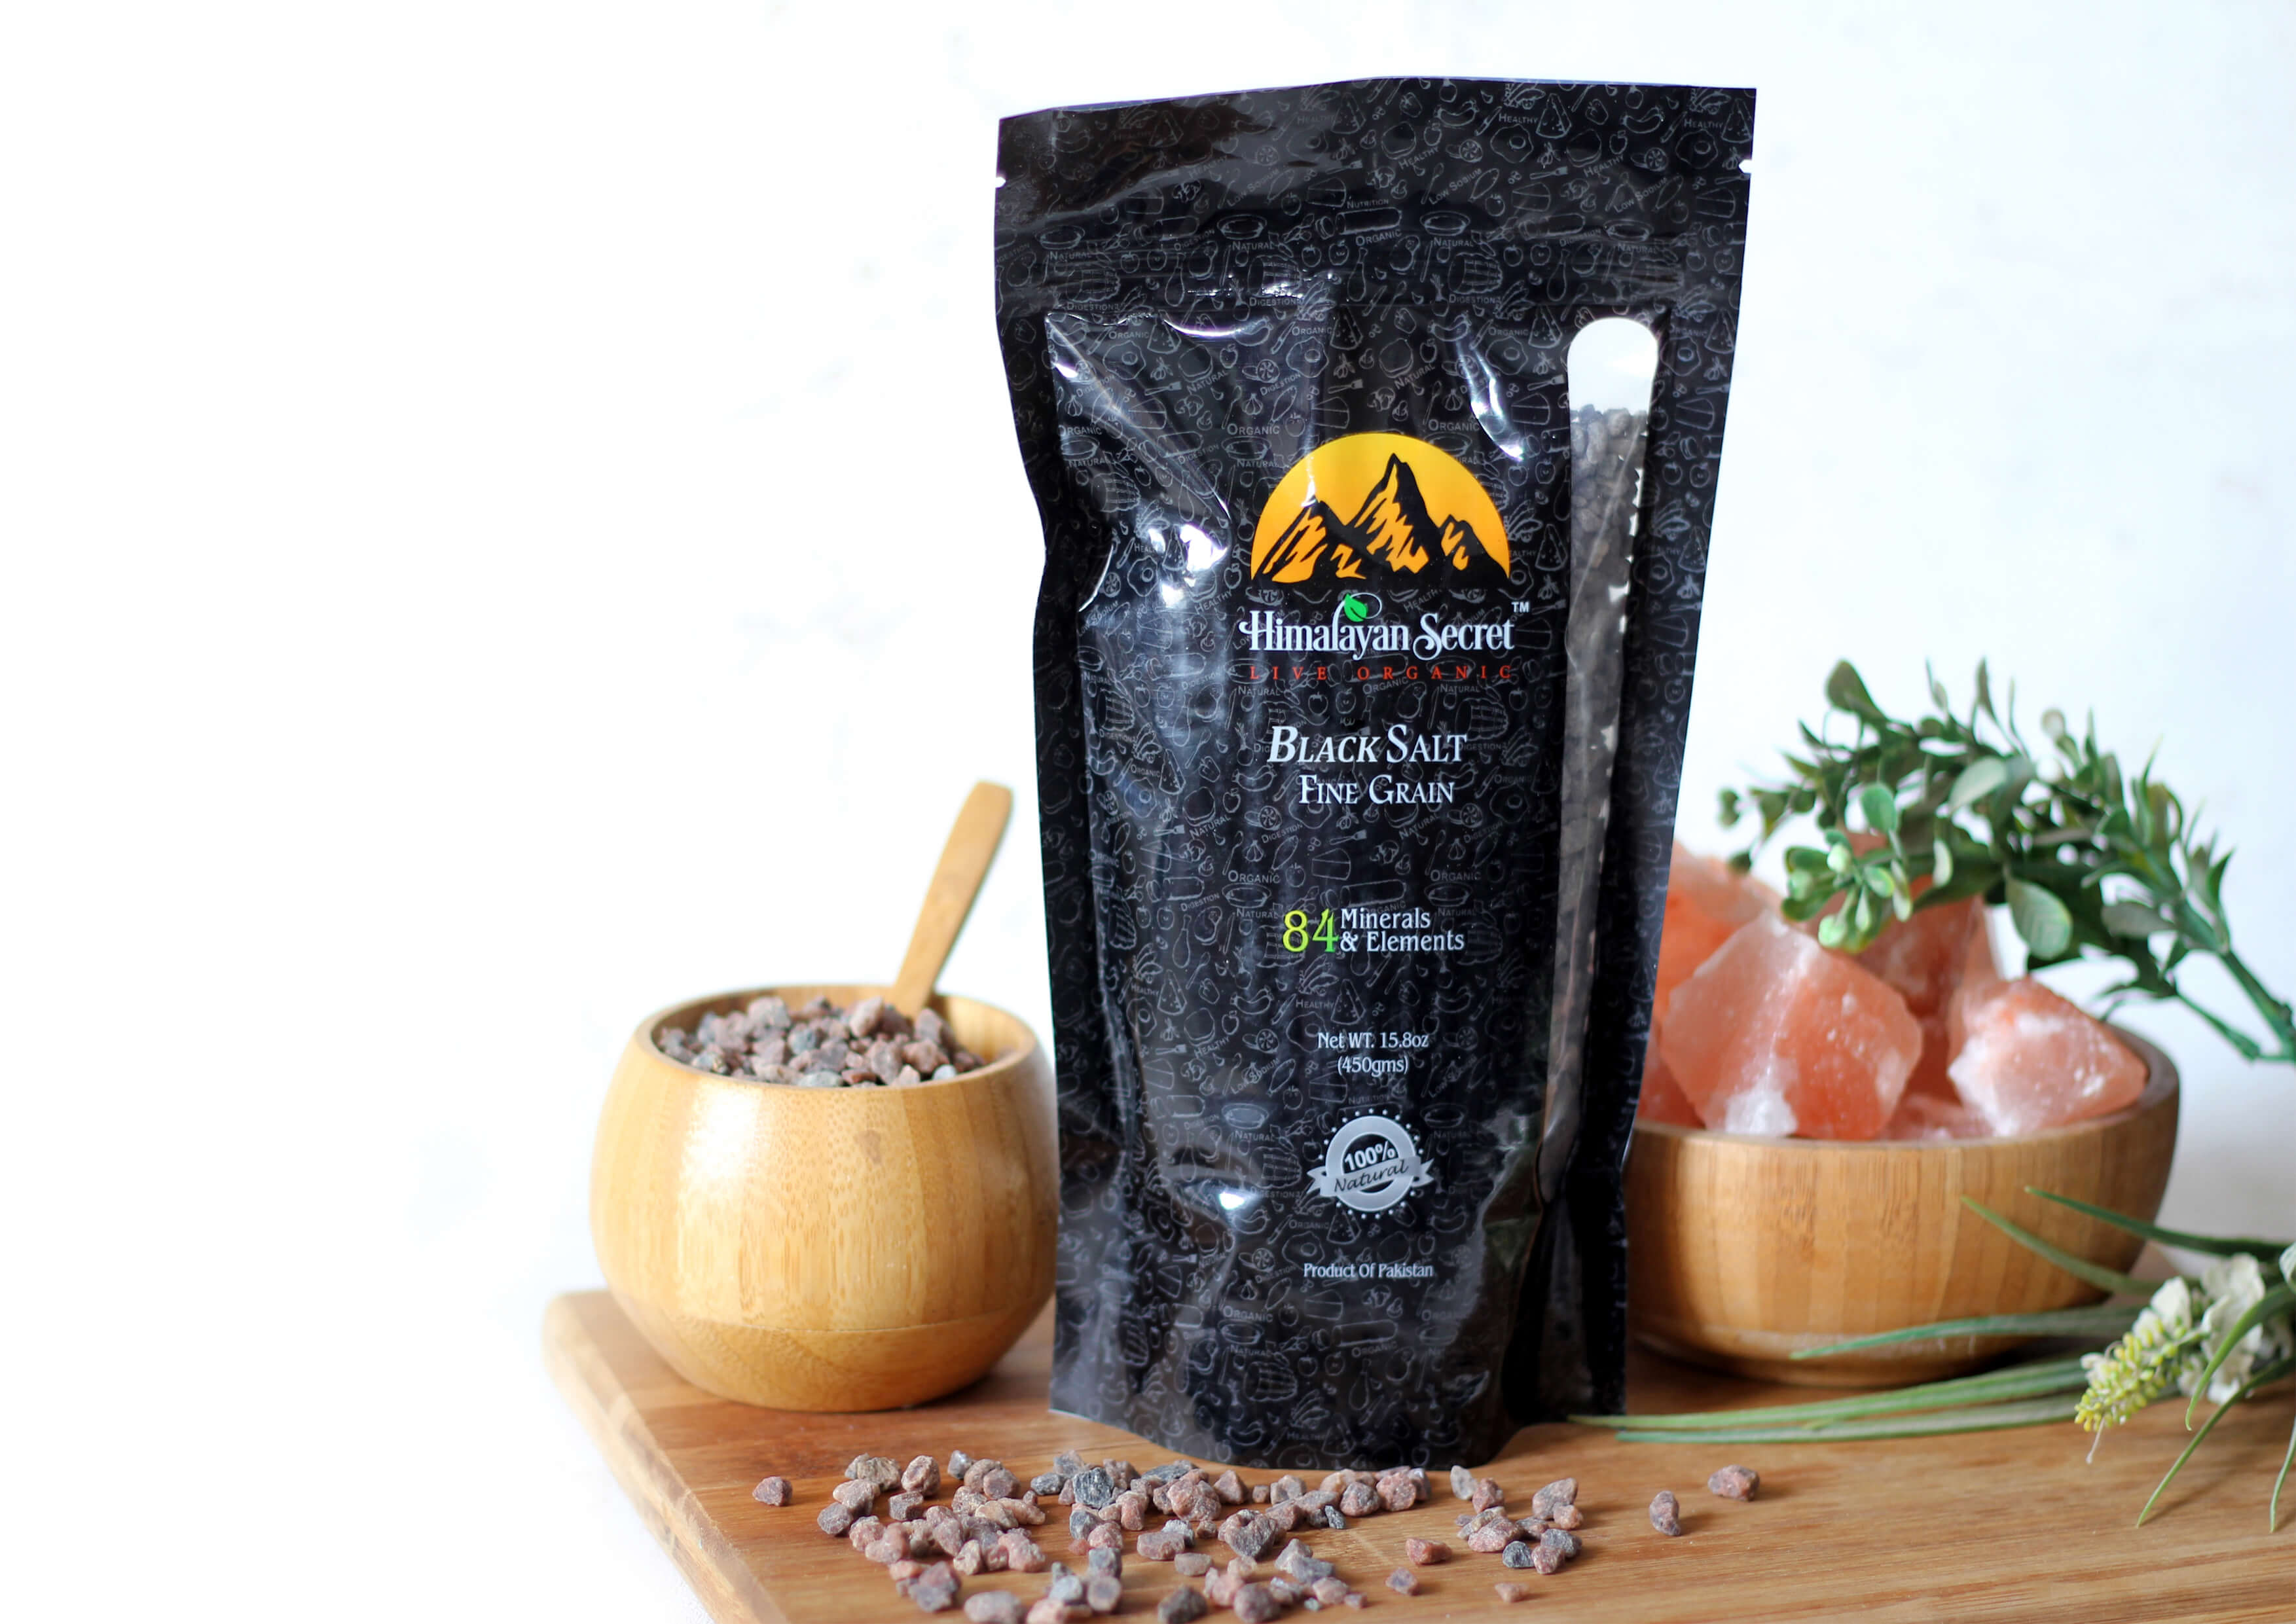 Himalayan Secret™
LIVE ORGANIC
BLACK SALT
FINE GRAIN
84 Minerals
& Elements
Net WT. 15.8oz
(450gms)
100%
Natural
Product Of Pakistan